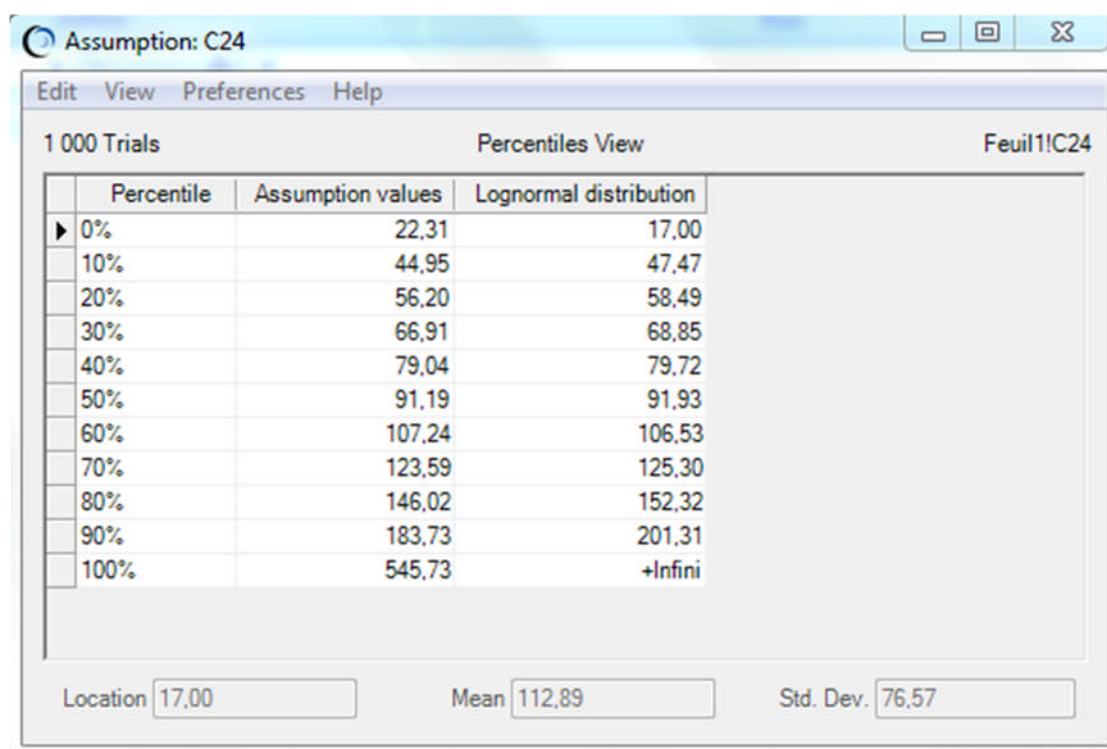 Assumption: C24
Edit View Preferences Help
1 000 Trials Percentiles View Feuil1!C24
Percentile Assumption values Lognormal distribution
0% 22,31 17,00
10% 44,95 47,47
20% 56,20 58,49
30% 66,91 68,85
40% 79,04 79,72
50% 91,19 91,93
60% 107,24 106,53
70% 123,59 125,30
80% 146,02 152,32
90% 183,73 201,31
100% 545,73 +Infini
Location 17,00 Mean 112,89 Std. Dev. 76,57